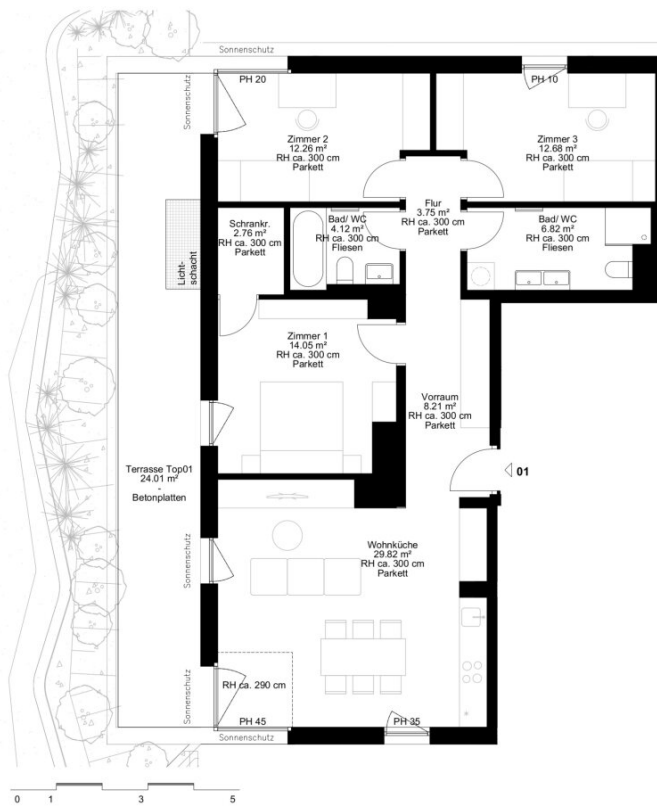 Sonnenschutz
Sonnenschutz
PH 20
PH 10
Zimmer 2
12.26 m²
RH ca. 300 cm
Parkett
Zimmer 3
12.68 m²
RH ca. 300 cm
Parkett
Flur
3.75 m²
RH ca. 300 cm
Parkett
Schrankr.
2.76 m²
RH ca. 300 cm
Parkett
Bad/ WC
4.12 m²
RH ca. 300 cm
Fliesen
Bad/ WC
6.82 m²
RH ca. 300 cm
Fliesen
Licht-
schacht
Zimmer 1
14.05 m²
RH ca. 300 cm
Parkett
Vorraum
8.21 m²
RH ca. 300 cm
Parkett
Terrasse Top01
24.01 m²
-
Betonplatten
01
Sonnenschutz
Wohnküche
29.82 m²
RH ca. 300 cm
Parkett
Sonnenschutz
RH ca. 290 cm
PH 45
PH 35
Sonnenschutz
Sonnenschutz
0 1 3 5